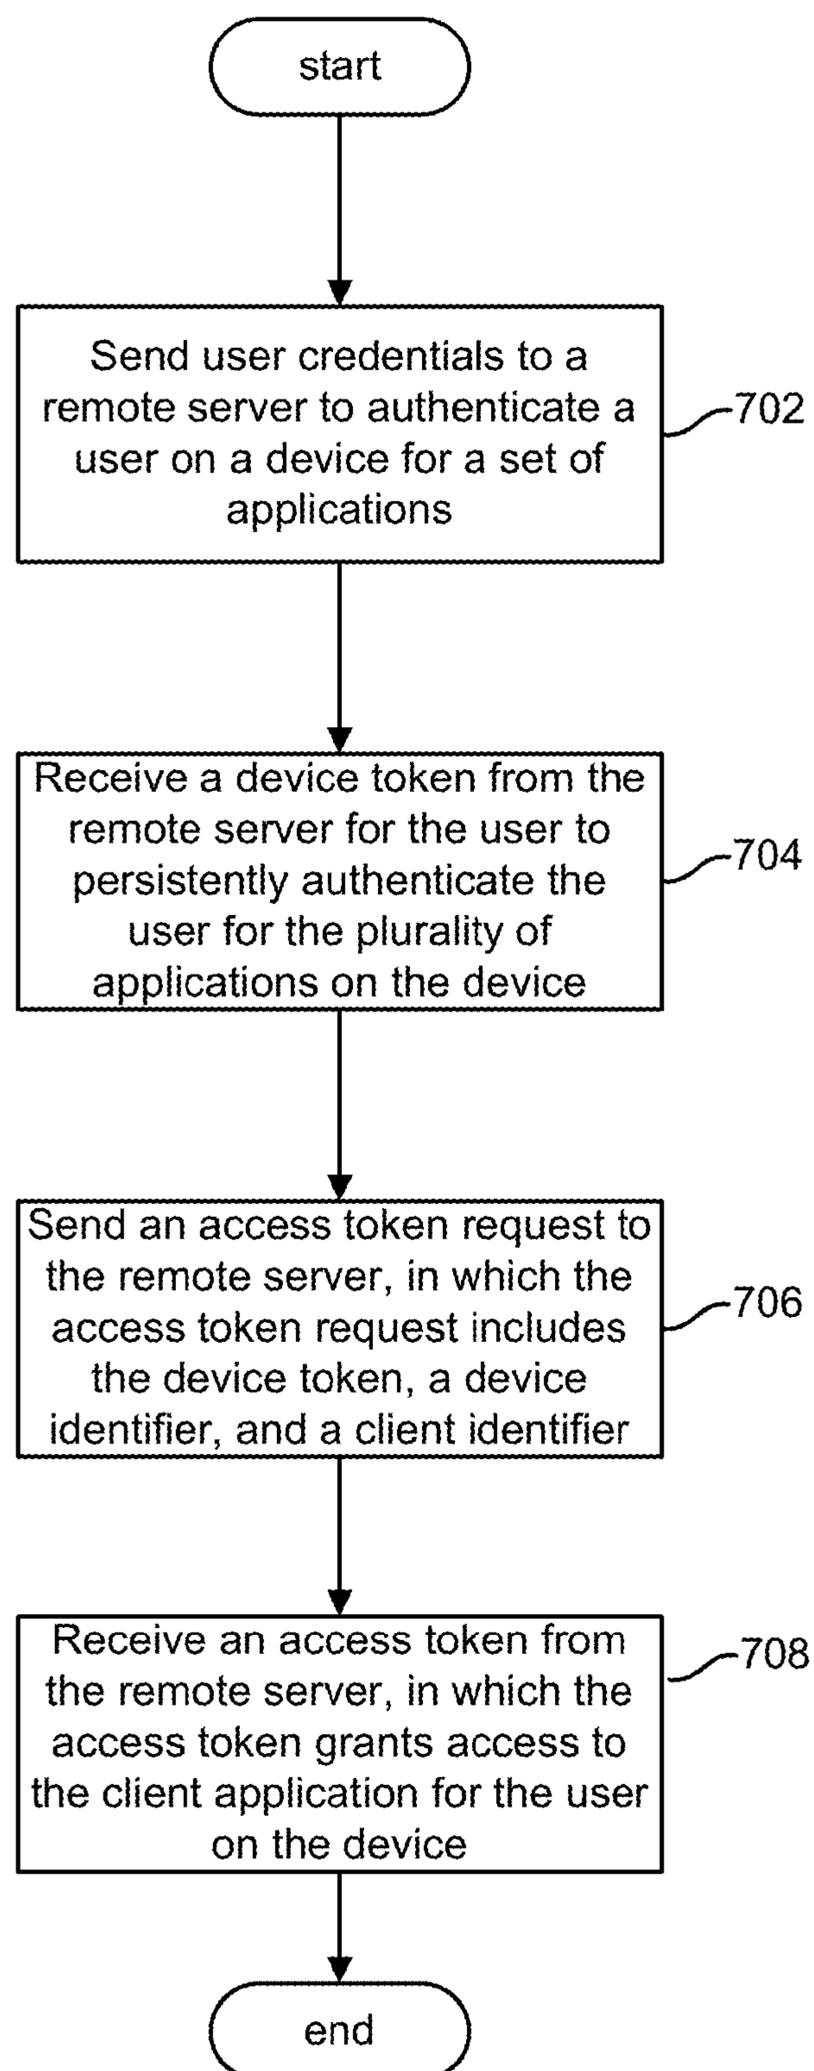 start
Send user credentials to a
remote server to authenticate a
user on a device for a set of
applications
702
Receive a device token from the
remote server for the user to
persistently authenticate the
user for the plurality of
applications on the device
704
Send an access token request to
the remote server, in which the
access token request includes
the device token, a device
identifier, and a client identifier
706
Receive an access token from
the remote server, in which the
access token grants access to
the client application for the user
on the device
708
end